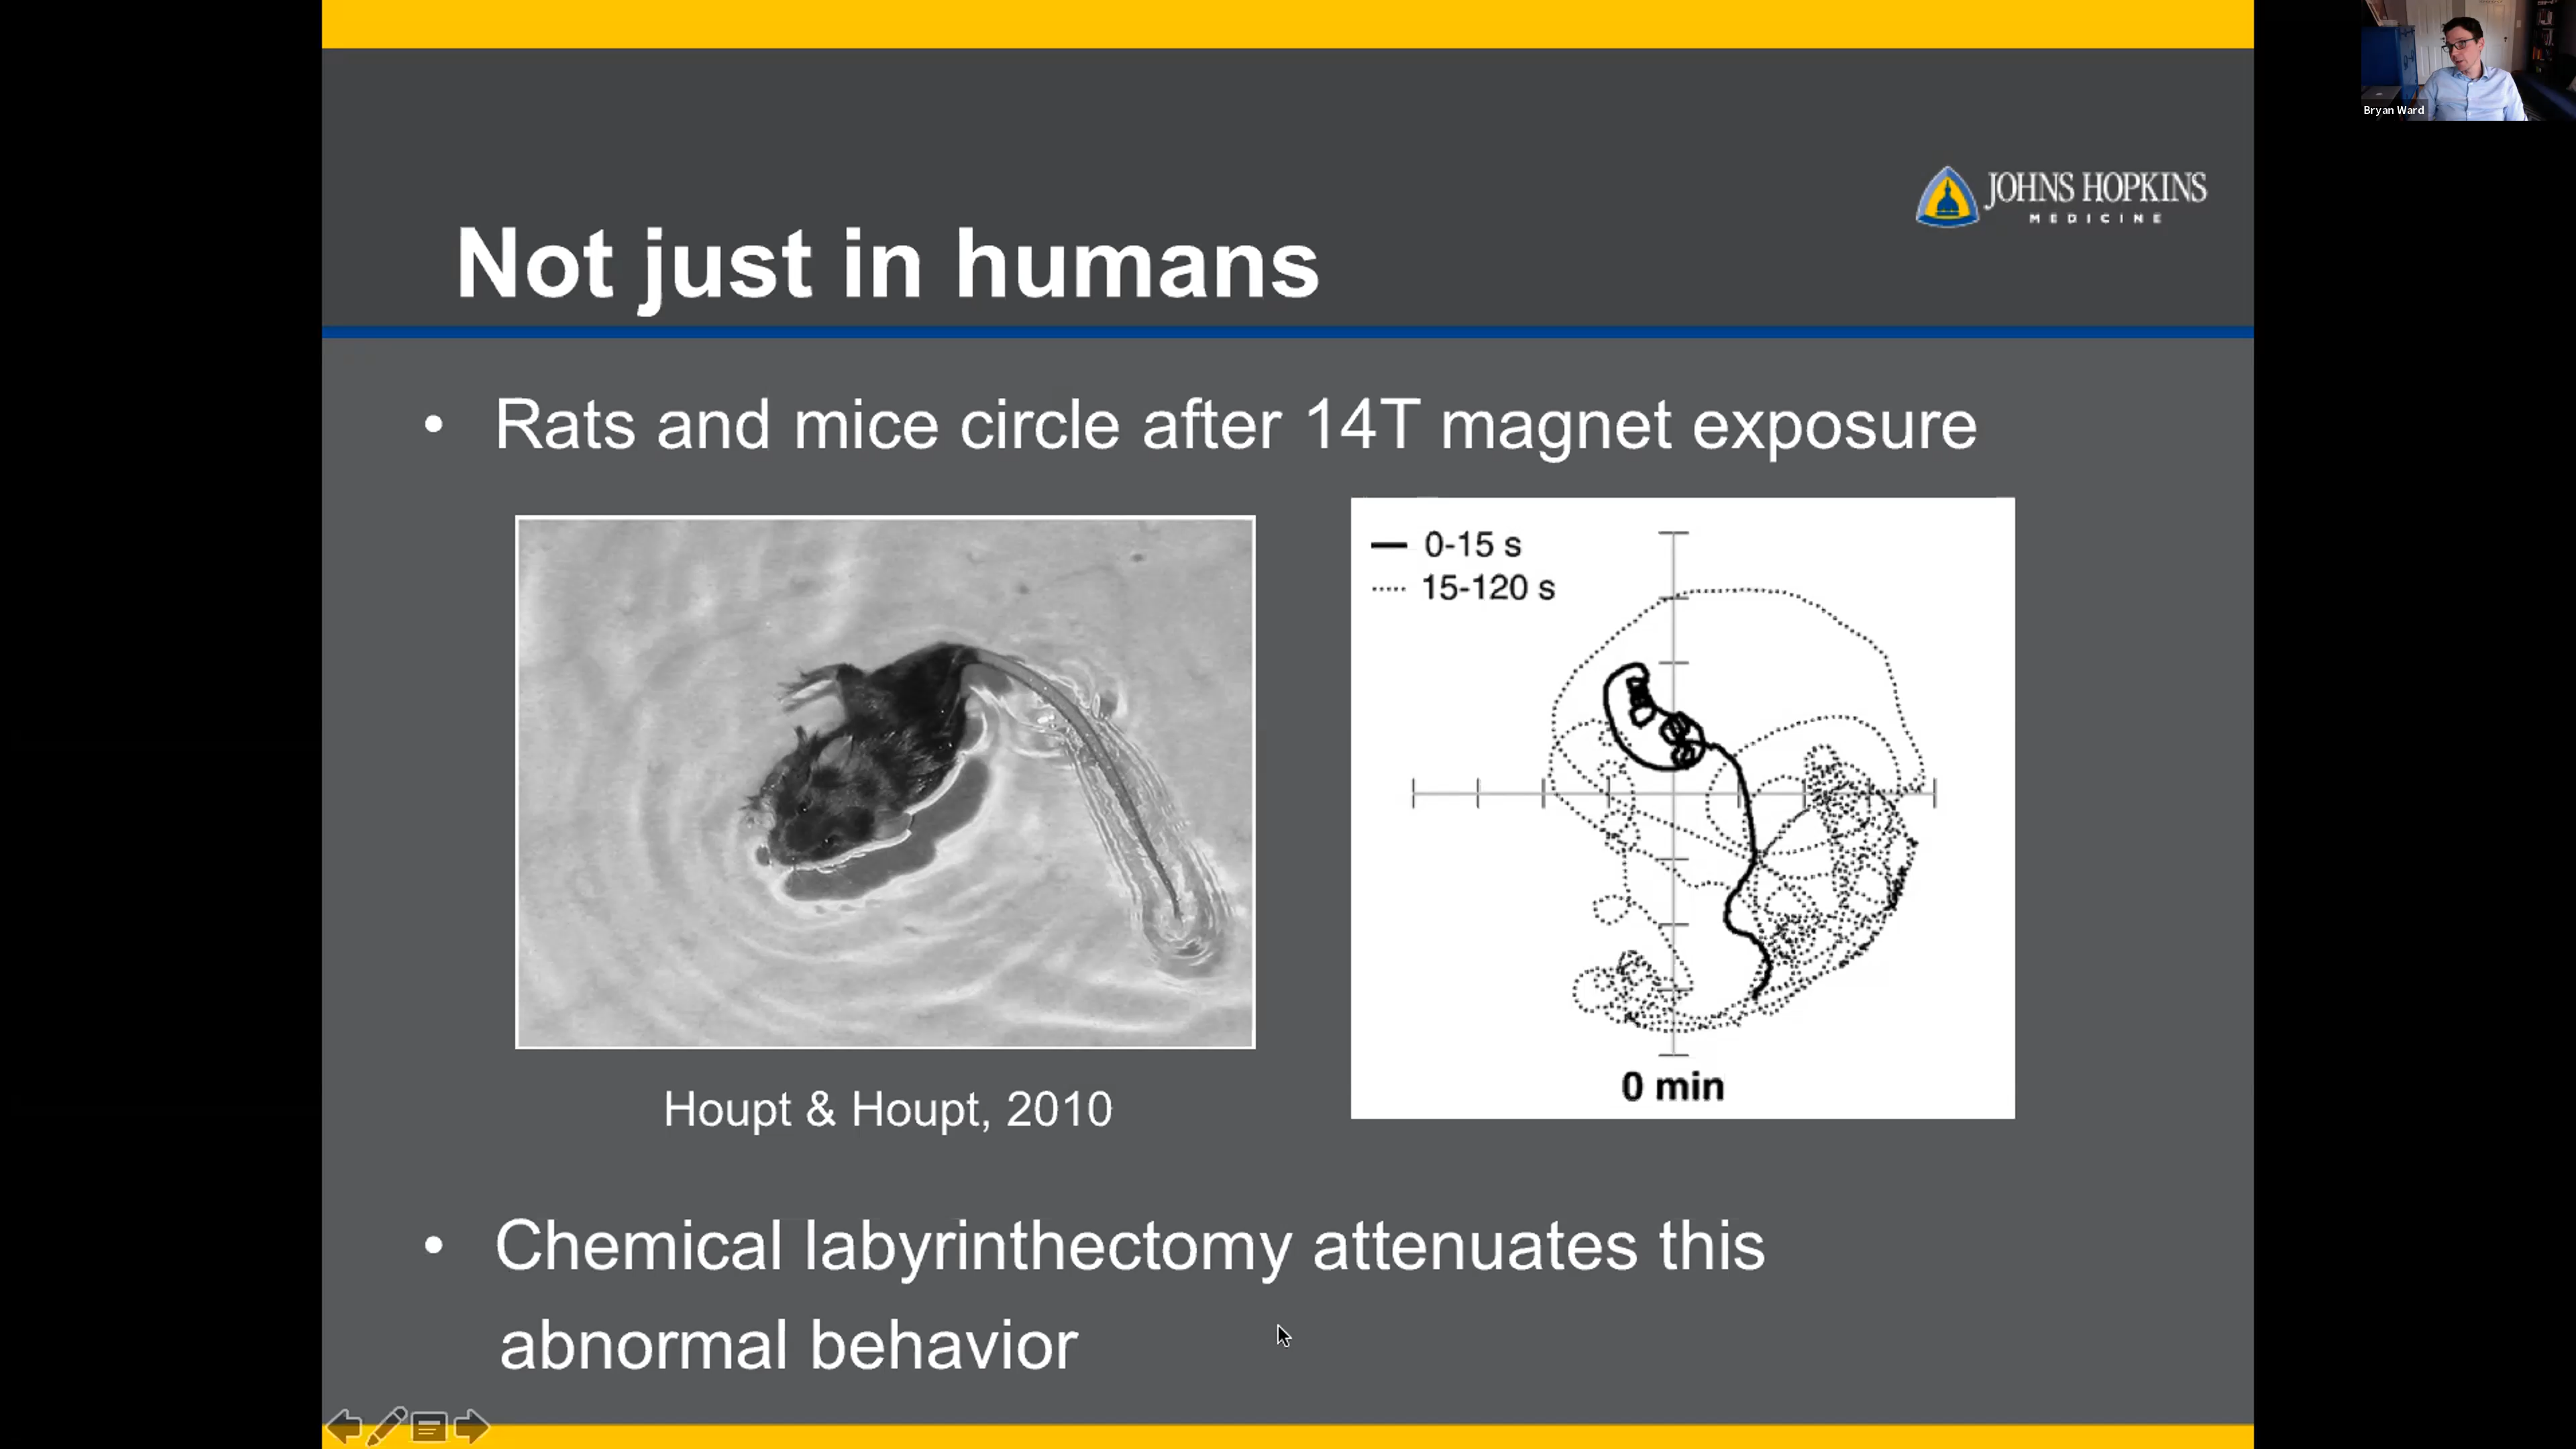 Bryan Ward
JOHNS HOPKINS
MEDICINE
Not just in humans
• Rats and mice circle after 14T magnet exposure
0-15 s
15-120 s
0 min
Houpt & Houpt, 2010
• Chemical labyrinthectomy attenuates this
abnormal behavior